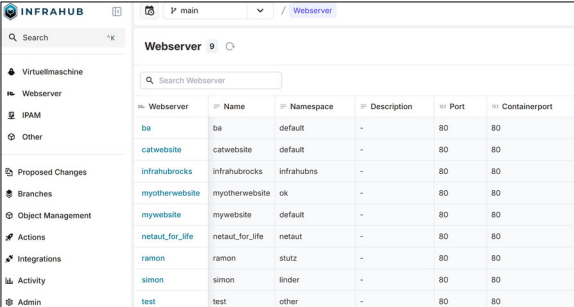 INFRAHUB
main
/ Webserver
Search
^K
Virtuellmaschine
Webserver
IPAM
Other
Proposed Changes
Branches
Object Management
Actions
Integrations
Activity
Admin
Webserver 9
Search Webserver
Webserver Name Namespace Description 123 Port 123 Containerport
ba ba default - 80 80
catwebsite catwebsite default - 80 80
infrahubrocks infrahubrocks infrahubns - 80 80
myotherwebsite myotherwebsite ok - 80 80
mywebsite mywebsite default - 80 80
netaut_for_life netaut_for_life netaut - 80 80
ramon ramon stutz - 80 80
simon simon linder - 80 80
test test other - 80 80